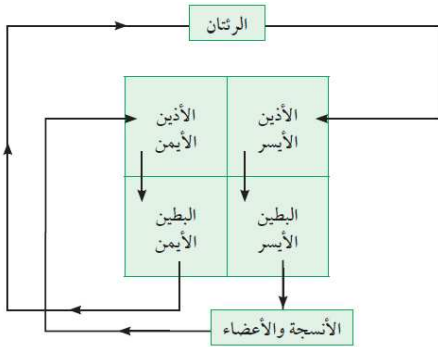 الرئتان
الأذين
الأيمن
الأذين
الأيسر
البطين
الأيمن
البطين
الأيسر
الأنسجة والأعضاء